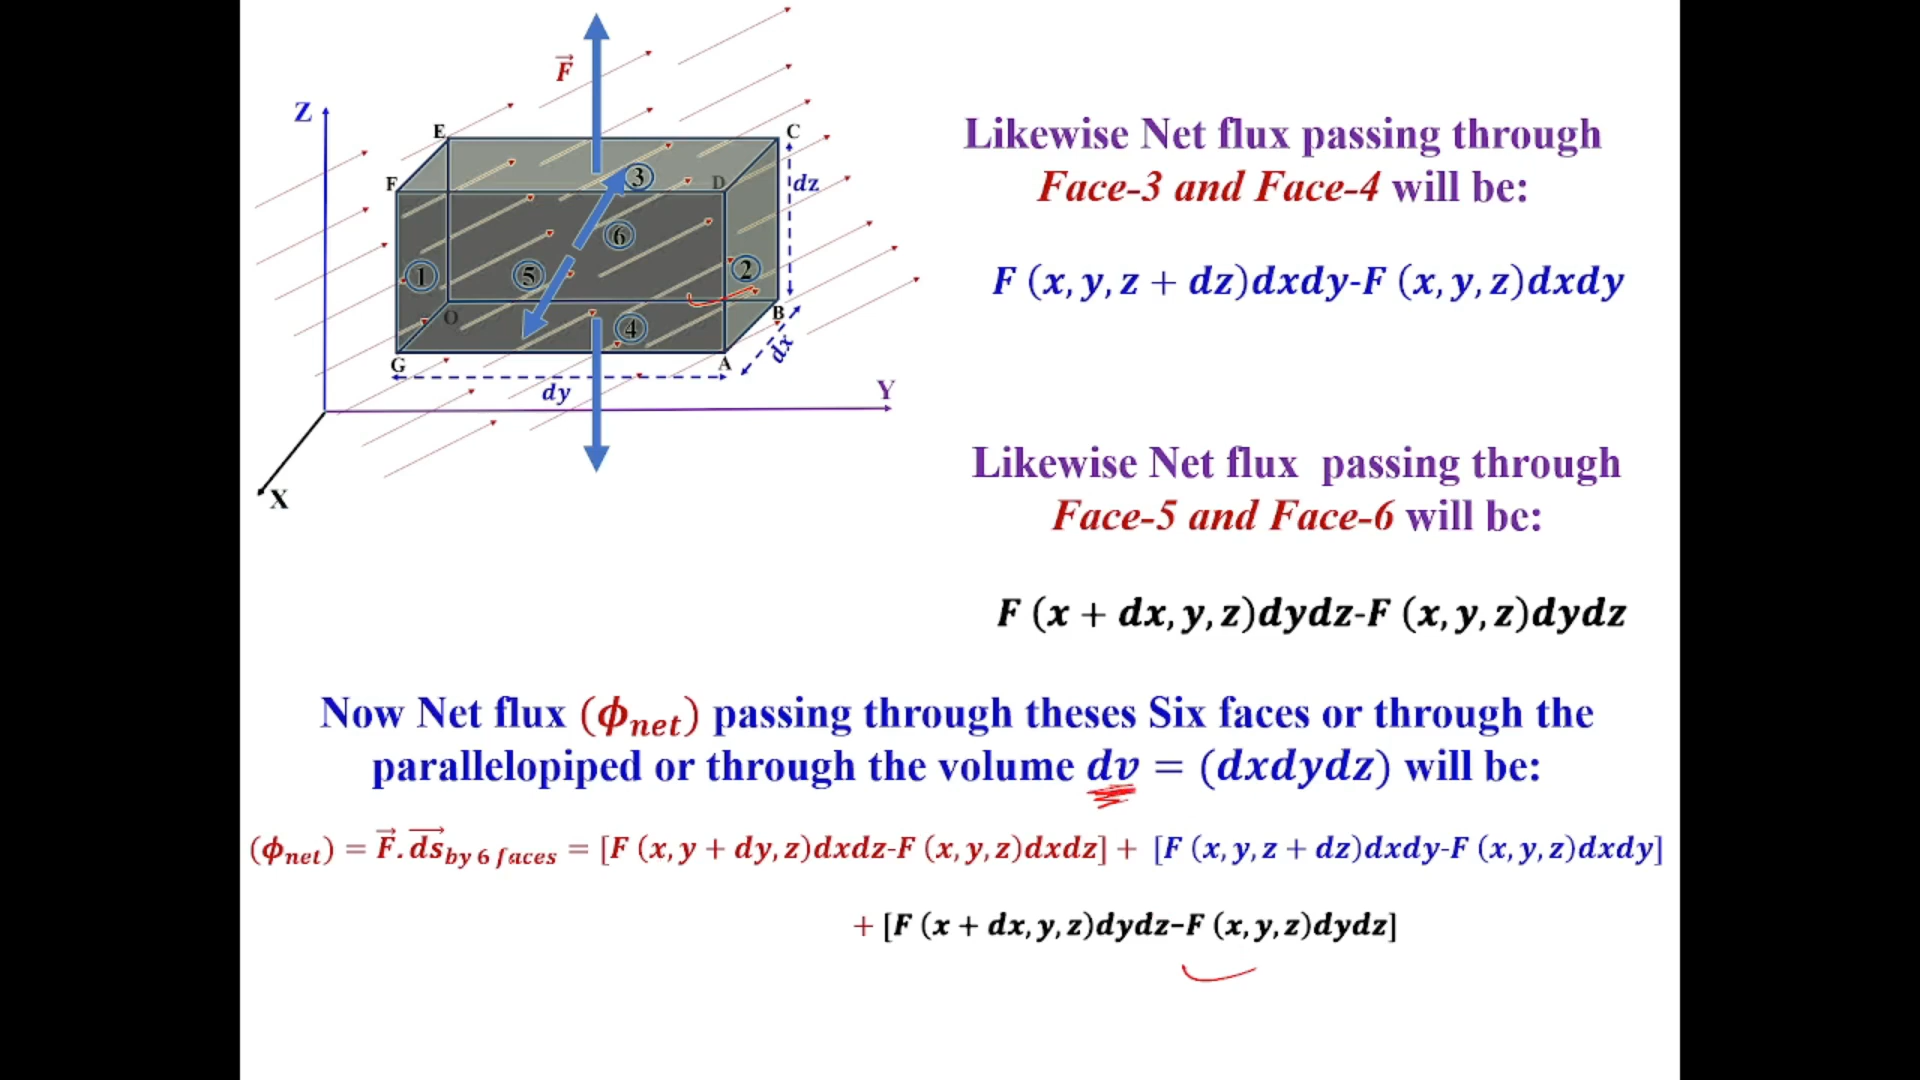 F⃗
Z
E
C
F
③
D
dz
⑥
①
⑤
②
O
④
B
G
A
dx
dy
Y
X
Likewise Net flux passing through
Face-3 and Face-4 will be:
F (x, y, z + dz)dxdy-F (x, y, z)dxdy
Likewise Net flux passing through
Face-5 and Face-6 will be:
F (x + dx, y, z)dydz-F (x, y, z)dydz
Now Net flux (ϕnet) passing through theses Six faces or through the
parallelopiped or through the volume dv = (dxdydz) will be:
(ϕnet) = F⃗. d͞s⃗by 6 faces = [F (x, y + dy, z)dxdz-F (x, y, z)dxdz] + [F (x, y, z + dz)dxdy-F (x, y, z)dxdy]
+ [F (x + dx, y, z)dydz−F (x, y, z)dydz]